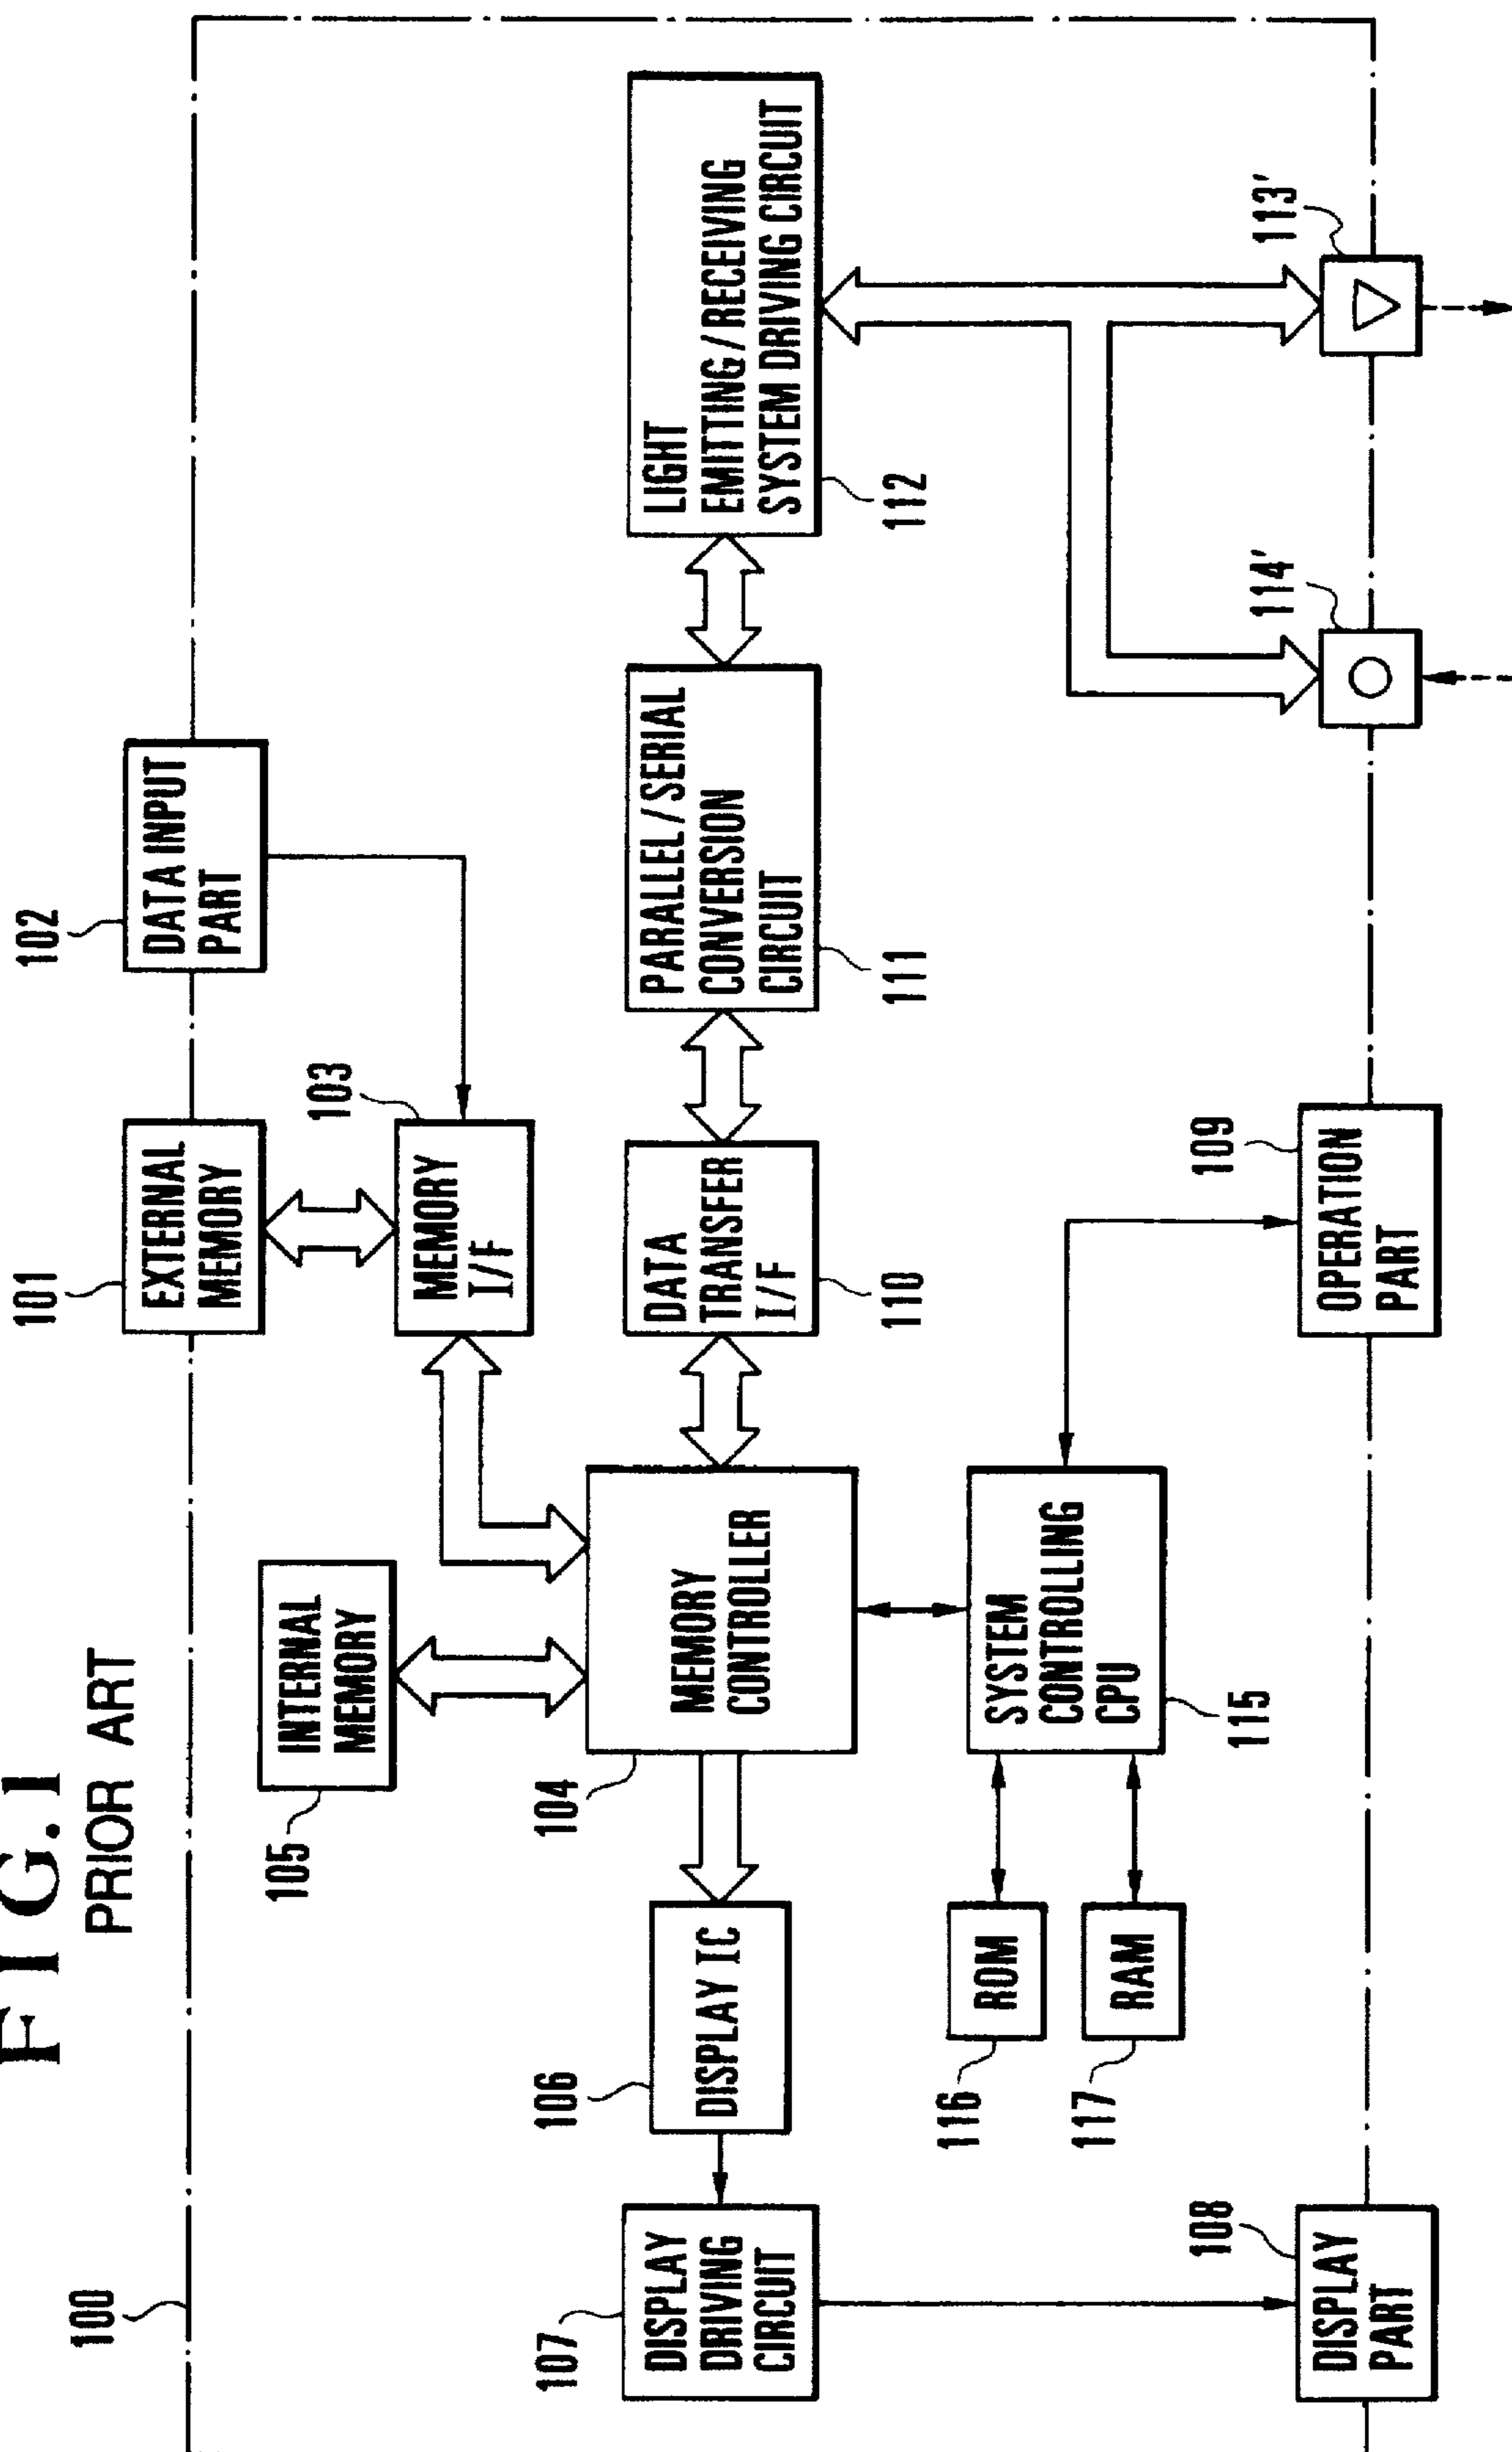 FIG.1
PRIOR ART
100
101
EXTERNAL
MEMORY
102
DATA INPUT
PART
105
INTERNAL
MEMORY
103
MEMORY
I/F
107
DISPLAY
DRIVING
CIRCUIT
106
DISPLAY IC
104
MEMORY
CONTROLLER
DATA
TRANSFER
I/F
110
PARALLEL/SERIAL
CONVERSION
CIRCUIT
111
LIGHT
EMITTING/RECEIVING
SYSTEM DRIVING CIRCUIT
112
116
ROM
117
RAM
SYSTEM
CONTROLLING
CPU
115
108
DISPLAY
PART
109
OPERATION
PART
114'
113'